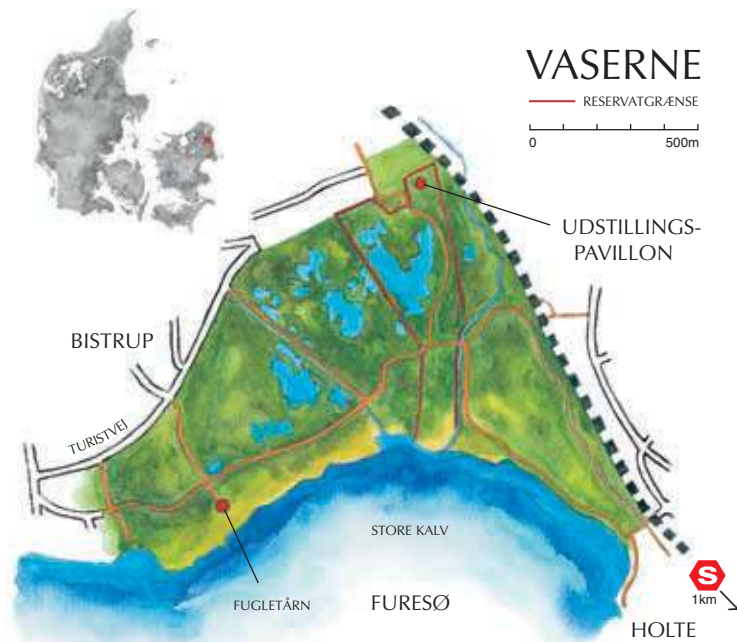 VASERNE
RESERVATGRÆNSE
0 500m
UDSTILLINGS-
PAVILLON
BISTRUP
TURISTVEJ
STORE KALV
FUGLETÅRN
FURESØ
S
1km
HOLTE